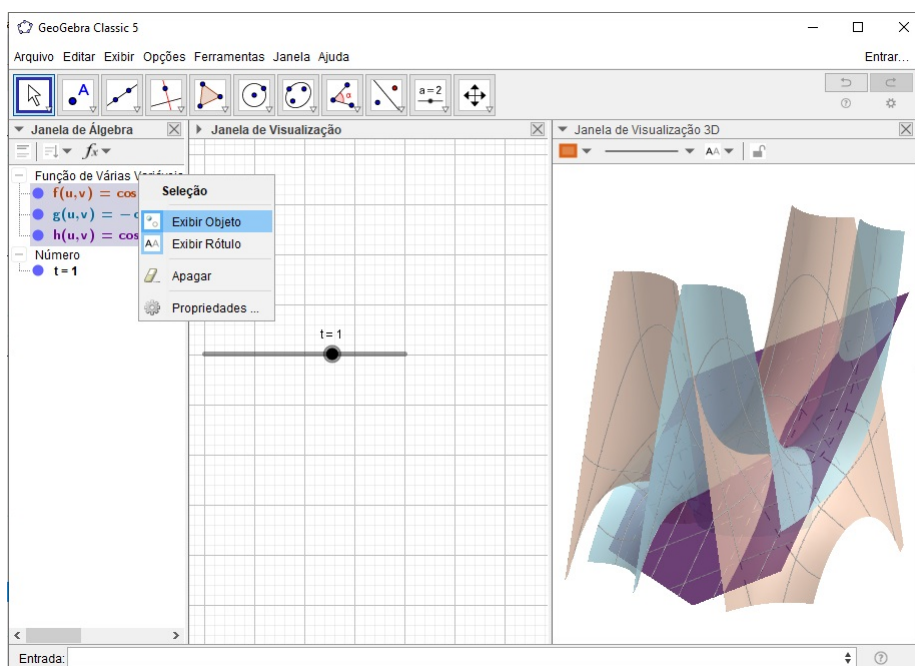 GeoGebra Classic 5
Arquivo Editar Exibir Opções Ferramentas Janela Ajuda
Entrar...
A
α
a=2
Janela de Álgebra
Janela de Visualização
Janela de Visualização 3D
fx
AA
Função de Várias Variáveis
f(u,v) = cos
g(u,v) = −c
h(u,v) = cos
Número
t = 1
Seleção
Exibir Objeto
AA Exibir Rótulo
Apagar
Propriedades ...
t = 1
Entrada: